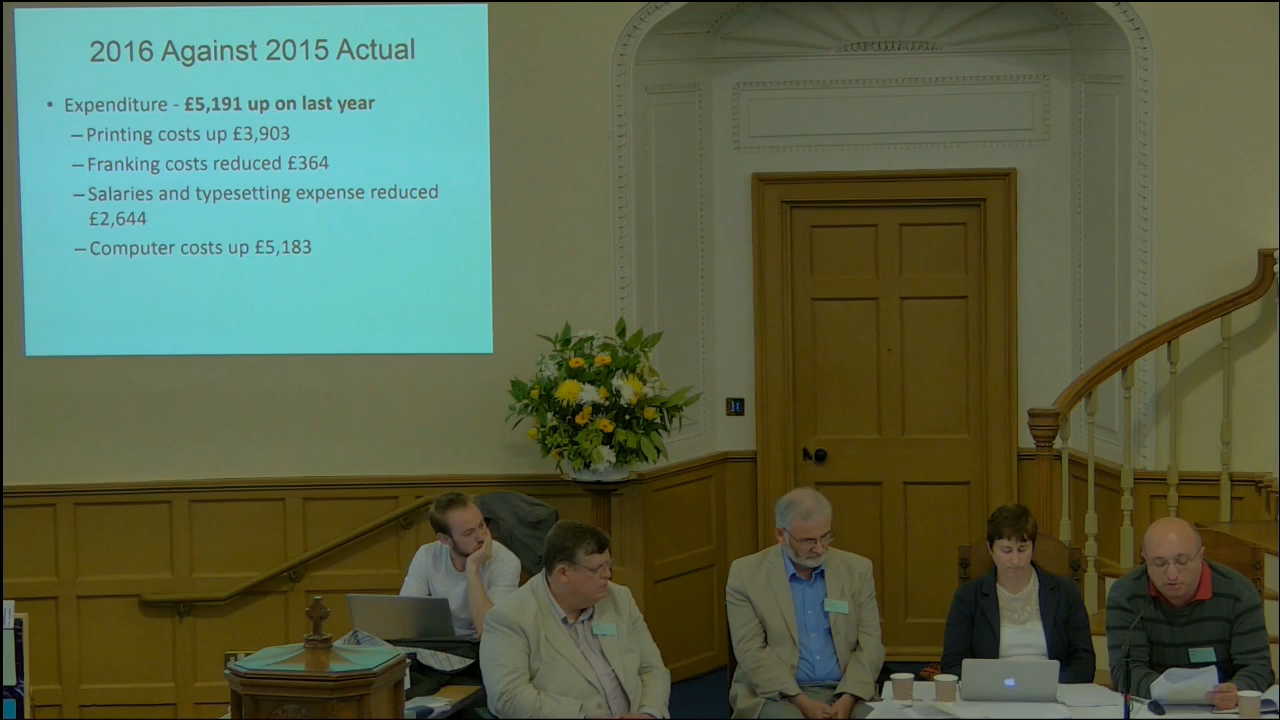 2016 Against 2015 Actual
• Expenditure - £5,191 up on last year
– Printing costs up £3,903
– Franking costs reduced £364
– Salaries and typesetting expense reduced
£2,644
– Computer costs up £5,183